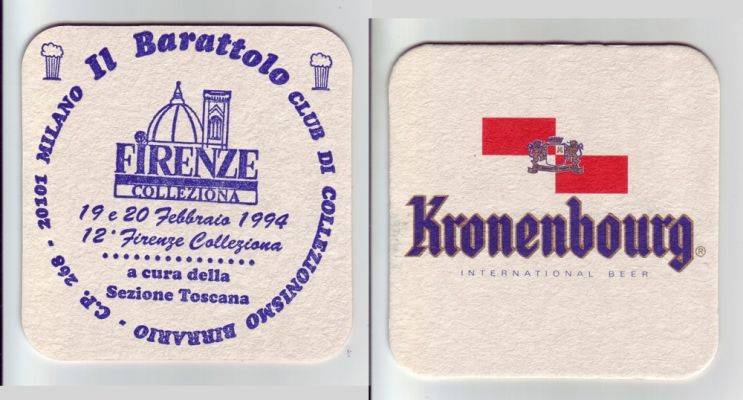 Il Barattolo
CLUB DI COLLEZIONISMO BIRRARIO - C.P. 268 - 20101 MILANO
FIRENZE
COLLEZIONA
19 e 20 Febbraio 1994
12ª Firenze Colleziona
a cura della
Sezione Toscana
Kronenbourg®
INTERNATIONAL BEER